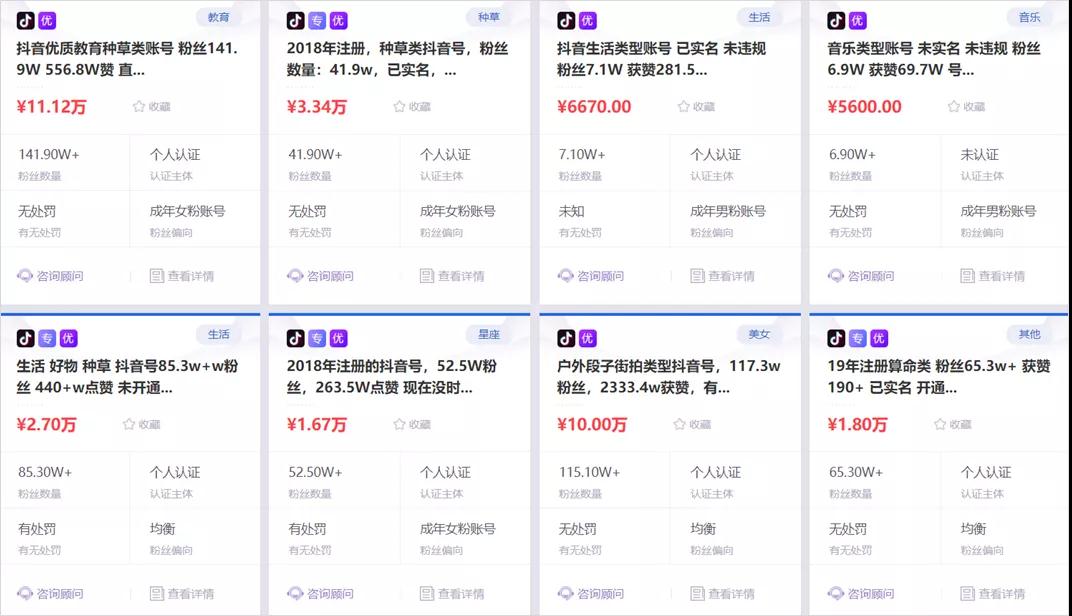 优 教育
抖音优质教育种草类账号 粉丝141.
9W 556.8W赞 直...
¥11.12万 收藏
141.90W+ 个人认证
粉丝数量 认证主体
无处罚 成年女粉账号
有无处罚 粉丝偏向
咨询顾问 查看详情
专 优 种草
2018年注册，种草类抖音号，粉丝
数量：41.9w，已实名，...
¥3.34万 收藏
41.90W+ 个人认证
粉丝数量 认证主体
无处罚 成年女粉账号
有无处罚 粉丝偏向
咨询顾问 查看详情
优 生活
抖音生活类型账号 已实名 未违规
粉丝7.1W 获赞281.5...
¥6670.00 收藏
7.10W+ 个人认证
粉丝数量 认证主体
未知 成年男粉账号
有无处罚 粉丝偏向
咨询顾问 查看详情
优 音乐
音乐类型账号 未实名 未违规 粉丝
6.9W 获赞69.7W 号...
¥5600.00 收藏
6.90W+ 未认证
粉丝数量 认证主体
无处罚 成年男粉账号
有无处罚 粉丝偏向
咨询顾问 查看详情
专 优 生活
生活 好物 种草 抖音号85.3w+w粉
丝 440+w点赞 未开通...
¥2.70万 收藏
85.30W+ 个人认证
粉丝数量 认证主体
有处罚 均衡
有无处罚 粉丝偏向
咨询顾问 查看详情
专 优 星座
2018年注册的抖音号，52.5W粉
丝，263.5W点赞 现在没时...
¥1.67万 收藏
52.50W+ 个人认证
粉丝数量 认证主体
有处罚 成年女粉账号
有无处罚 粉丝偏向
咨询顾问 查看详情
优 美女
户外段子街拍类型抖音号，117.3w
粉丝，2333.4w获赞，有...
¥10.00万 收藏
115.10W+ 个人认证
粉丝数量 认证主体
无处罚 均衡
有无处罚 粉丝偏向
咨询顾问 查看详情
专 优 其他
19年注册算命类 粉丝65.3w+ 获赞
190+ 已实名 开通...
¥1.80万 收藏
65.30W+ 个人认证
粉丝数量 认证主体
无处罚 均衡
有无处罚 粉丝偏向
咨询顾问 查看详情